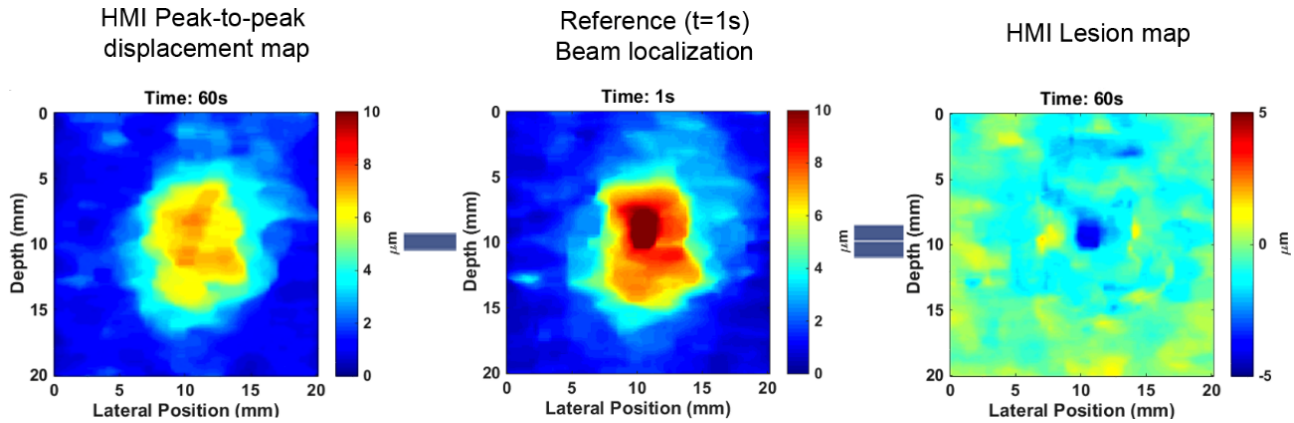 HMI Peak-to-peak
displacement map
Time: 60s
0
5
10
15
20
Depth (mm)
0 5 10 15 20
Lateral Position (mm)
10
8
6
4
2
0
μm
Reference (t=1s)
Beam localization
Time: 1s
0
5
10
15
20
Depth (mm)
0 5 10 15 20
Lateral Position (mm)
10
8
6
4
2
0
μm
HMI Lesion map
Time: 60s
0
5
10
15
20
Depth (mm)
0 5 10 15 20
Lateral Position (mm)
5
0
-5
μm